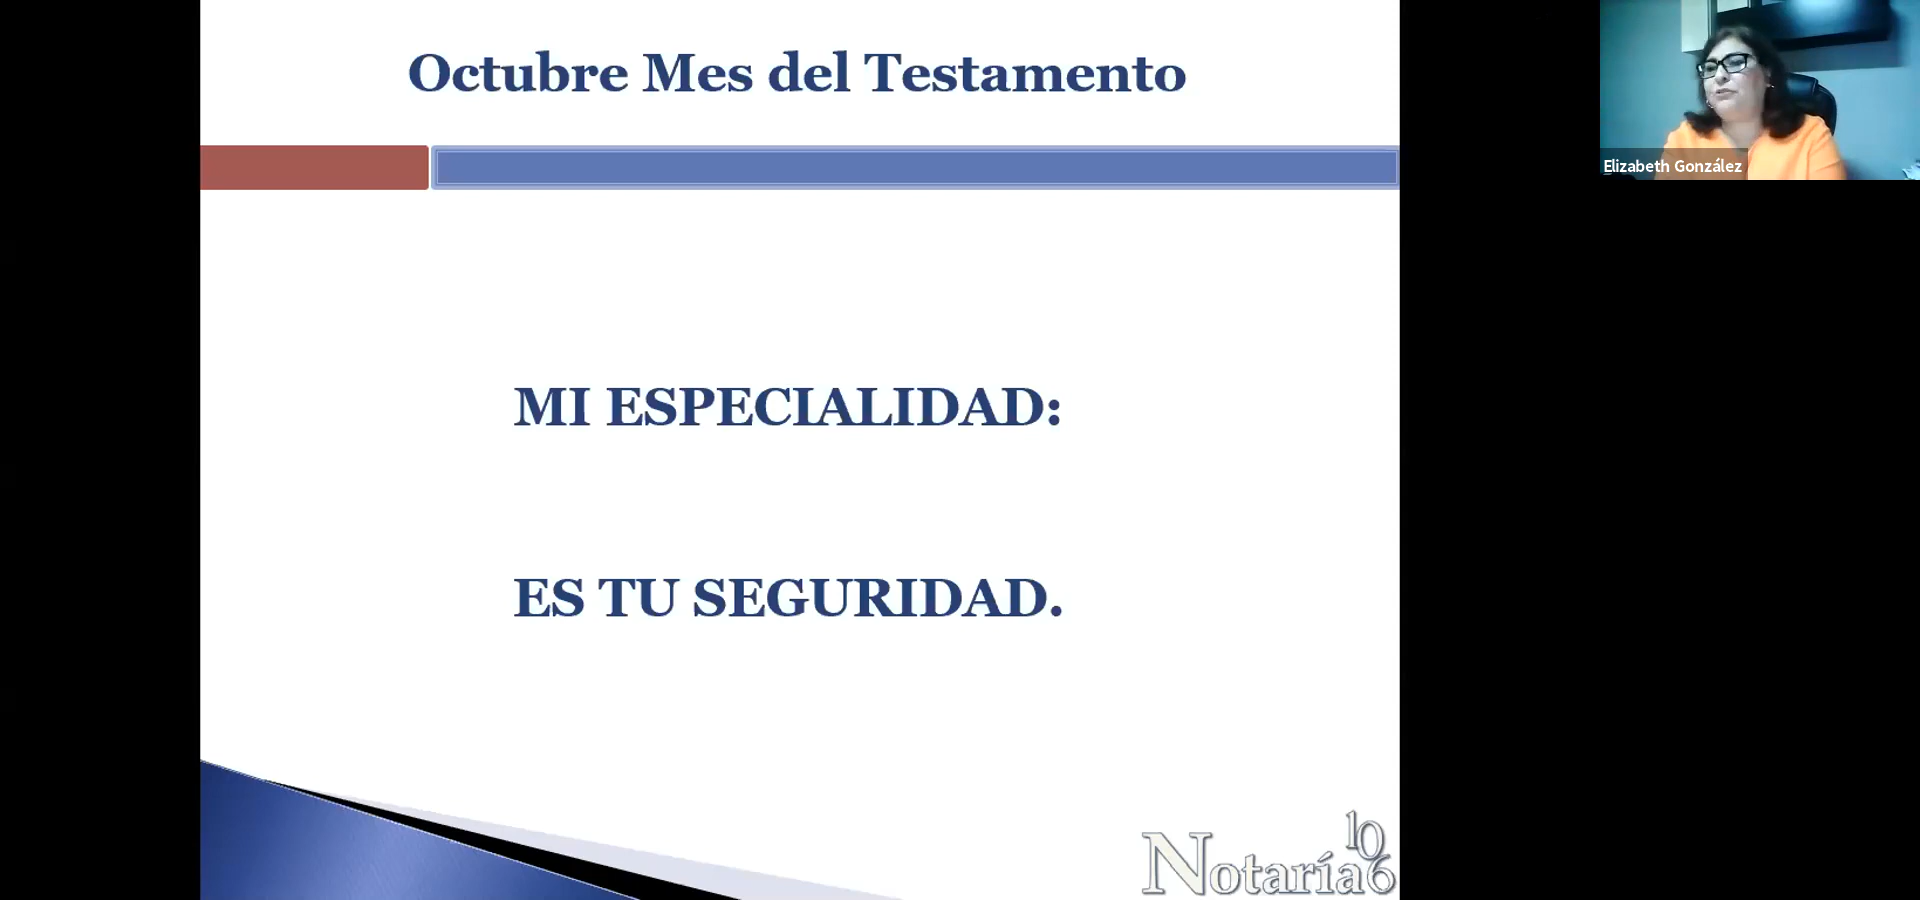 Octubre Mes del Testamento
Elizabeth González
MI ESPECIALIDAD:
ES TU SEGURIDAD.
Notaría 106